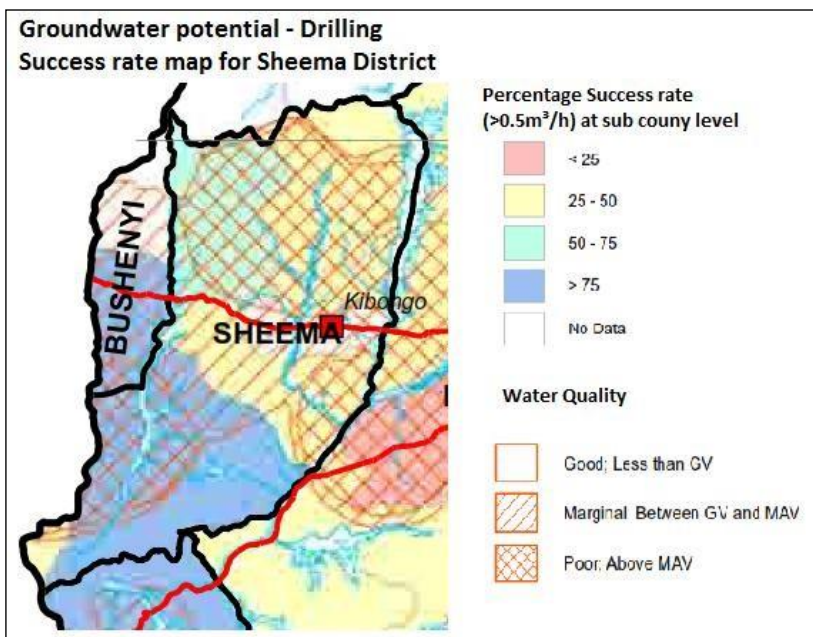 Groundwater potential - Drilling
Success rate map for Sheema District
Percentage Success rate
(>0.5m³/h) at sub couny level
< 25
25 - 50
50 - 75
> 75
No Data
Water Quality
Good; Less than GV
Marginal Between GV and MAV
Poor: Above MAV
BUSHENYI
Kibongo
SHEEMA